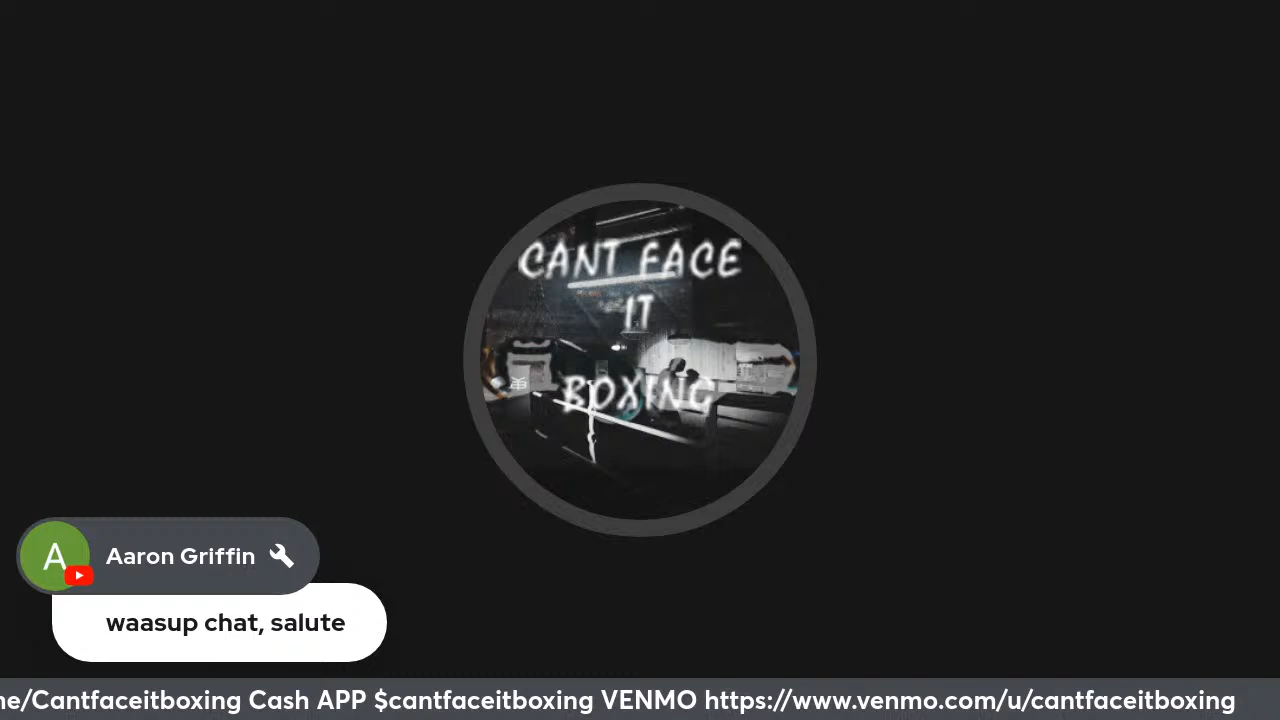 CANT FACE
IT
BOXING
A
Aaron Griffin
waasup chat, salute
me/Cantfaceitboxing Cash APP $cantfaceitboxing VENMO https://www.venmo.com/u/cantfaceitboxing